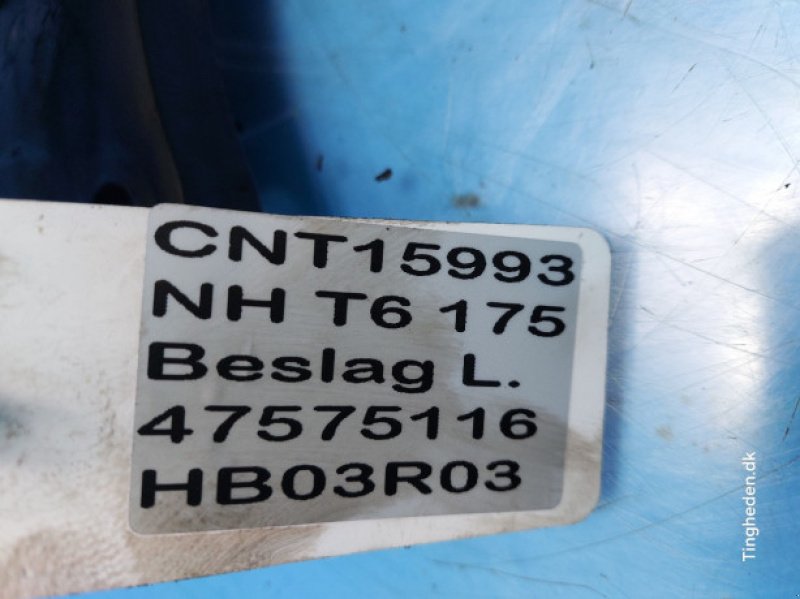 CNT15993
NH T6 175
Beslag L.
47575116
HB03R03
Tingheden.dk